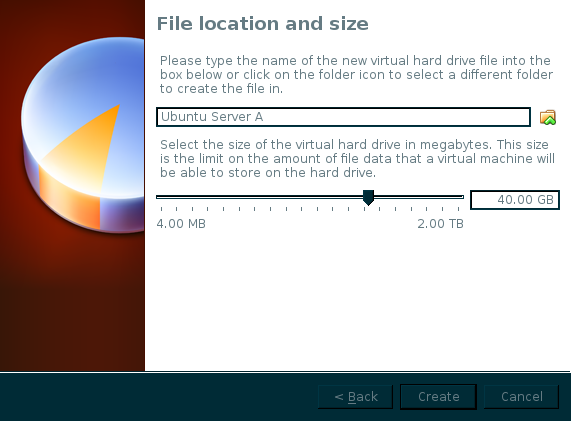 File location and size
Please type the name of the new virtual hard drive file into the
box below or click on the folder icon to select a different folder
to create the file in.
Ubuntu Server A
Select the size of the virtual hard drive in megabytes. This size
is the limit on the amount of file data that a virtual machine will
be able to store on the hard drive.
40.00 GB
4.00 MB 2.00 TB
< Back Create Cancel